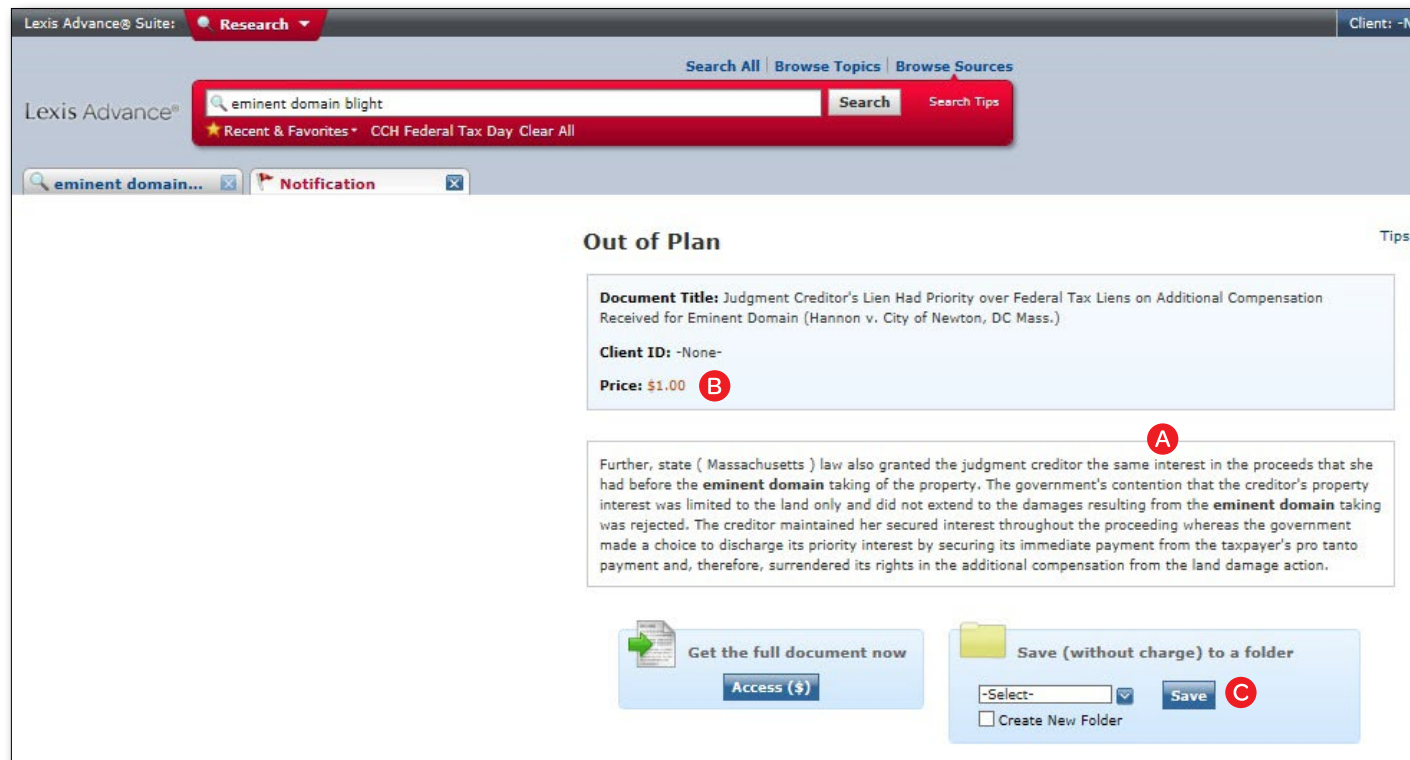 Lexis Advance® Suite: Research Client: -N
Search All | Browse Topics | Browse Sources
Lexis Advance® eminent domain blight Search Search Tips
Recent & Favorites CCH Federal Tax Day Clear All
eminent domain... Notification
Out of Plan Tips
Document Title: Judgment Creditor's Lien Had Priority over Federal Tax Liens on Additional Compensation
Received for Eminent Domain (Hannon v. City of Newton, DC Mass.)
Client ID: -None-
Price: $1.00 B
A
Further, state ( Massachusetts ) law also granted the judgment creditor the same interest in the proceeds that she
had before the eminent domain taking of the property. The government's contention that the creditor's property
interest was limited to the land only and did not extend to the damages resulting from the eminent domain taking
was rejected. The creditor maintained her secured interest throughout the proceeding whereas the government
made a choice to discharge its priority interest by securing its immediate payment from the taxpayer's pro tanto
payment and, therefore, surrendered its rights in the additional compensation from the land damage action.
Get the full document now Save (without charge) to a folder
Access ($) -Select- Save C
Create New Folder